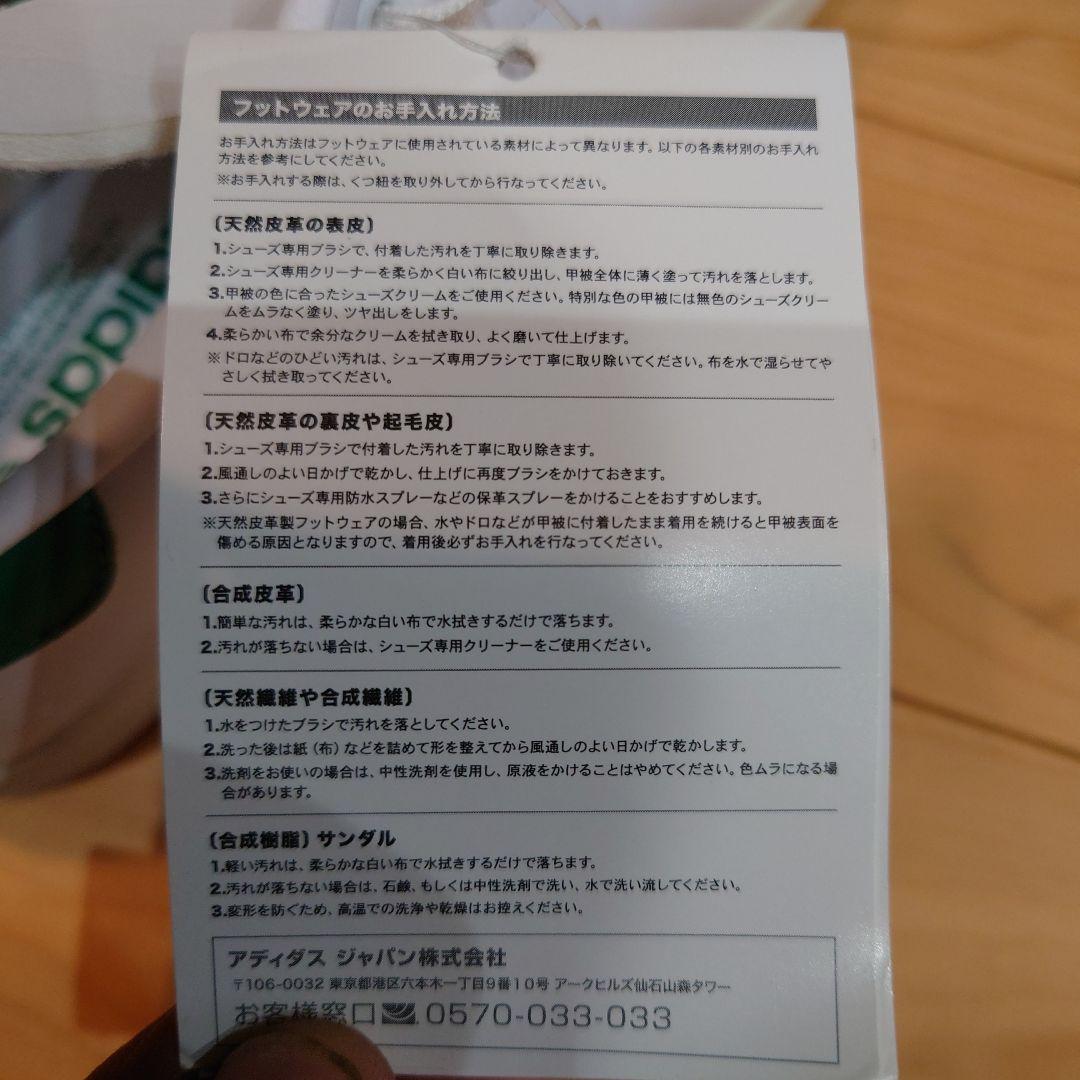 フットウェアのお手入れ方法
お手入れ方法はフットウェアに使用されている素材によって異なります。以下の各素材別のお手入れ
方法を参考にしてください。
※お手入れする際は、くつ紐を取り外してから行なってください。
〔天然皮革の表皮〕
1.シューズ専用ブラシで、付着した汚れを丁寧に取り除きます。
2.シューズ専用クリーナーを柔らかく白い布に絞り出し、甲被全体に薄く塗って汚れを落とします。
3.甲被の色に合ったシューズクリームをご使用ください。特別な色の甲被には無色のシューズクリー
ムをムラなく塗り、ツヤ出しをします。
4.柔らかい布で余分なクリームを拭き取り、よく磨いて仕上げます。
※ドロなどのひどい汚れは、シューズ専用ブラシで丁寧に取り除いてください。布を水で湿らせてや
さしく拭き取ってください。
〔天然皮革の裏皮や起毛皮〕
1.シューズ専用ブラシで付着した汚れを丁寧に取り除きます。
2.風通しのよい日かげで乾かし、仕上げに再度ブラシをかけておきます。
3.さらにシューズ専用防水スプレーなどの保革スプレーをかけることをおすすめします。
※天然皮革製フットウェアの場合、水やドロなどが甲被に付着したまま着用を続けると甲被表面を
傷める原因となりますので、着用後必ずお手入れを行なってください。
〔合成皮革〕
1.簡単な汚れは、柔らかな白い布で水拭きするだけで落ちます。
2.汚れが落ちない場合は、シューズ専用クリーナーをご使用ください。
〔天然繊維や合成繊維〕
1.水をつけたブラシで汚れを落としてください。
2.洗った後は紙(布)などを詰めて形を整えてから風通しのよい日かげで乾かします。
3.洗剤をお使いの場合は、中性洗剤を使用し、原液をかけることはやめてください。色ムラになる場
合があります。
〔合成樹脂〕サンダル
1.軽い汚れは、柔らかな白い布で水拭きするだけで落ちます。
2.汚れが落ちない場合は、石鹸、もしくは中性洗剤で洗い、水で洗い流してください。
3.変形を防ぐため、高温での洗浄や乾燥はお控えください。
アディダス ジャパン株式会社
〒106-0032 東京都港区六本木一丁目9番10号 アークヒルズ仙石山森タワー
お客様窓口 0570-033-033
adidas